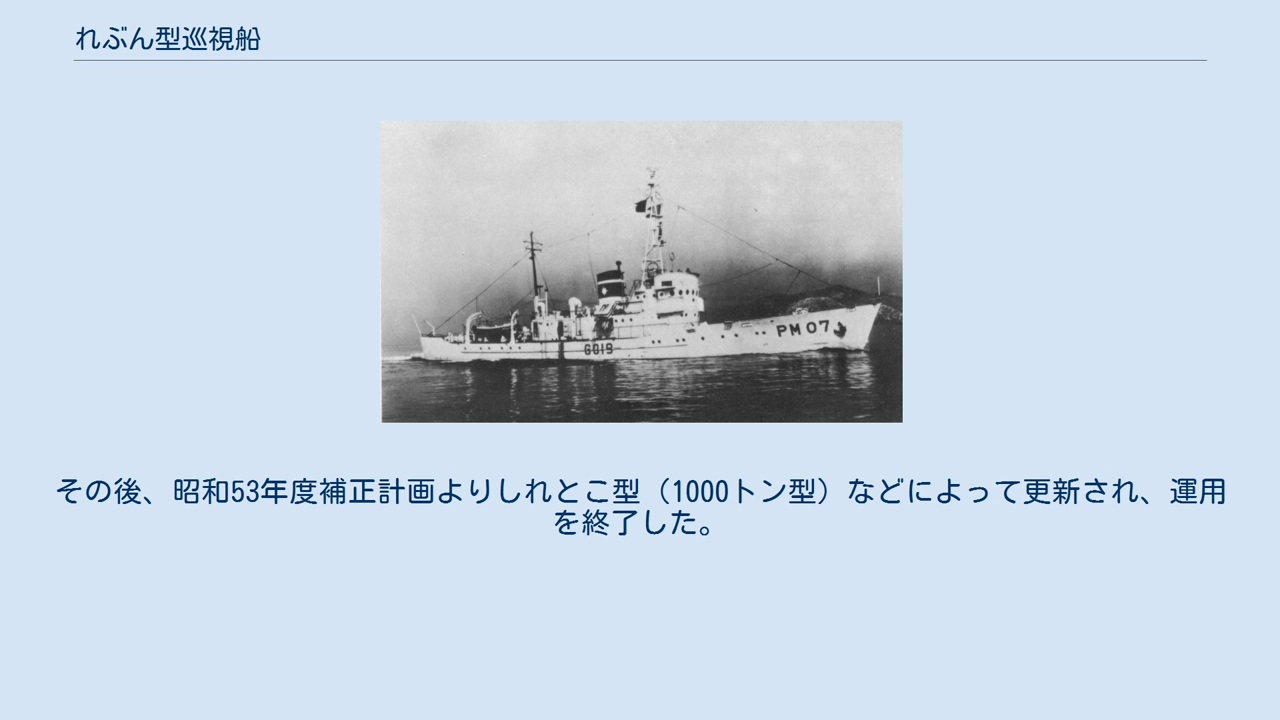 れぶん型巡視船
PM 07
G019
その後、昭和53年度補正計画よりしれとこ型（1000トン型）などによって更新され、運用
を終了した。